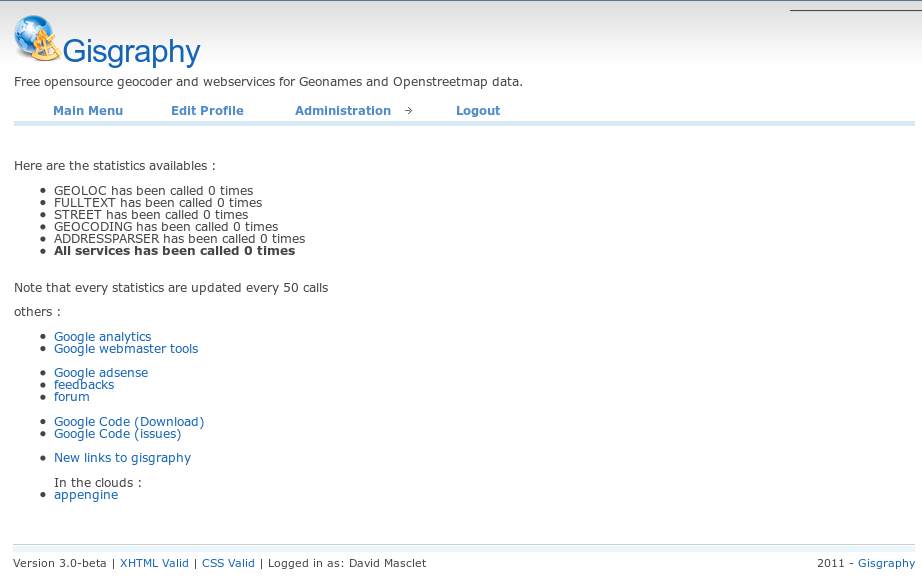 Gisgraphy
Free opensource geocoder and webservices for Geonames and Openstreetmap data.
Main Menu Edit Profile Administration Logout
Here are the statistics availables :
GEOLOC has been called 0 times
FULLTEXT has been called 0 times
STREET has been called 0 times
GEOCODING has been called 0 times
ADDRESSPARSER has been called 0 times
All services has been called 0 times
Note that every statistics are updated every 50 calls
others :
Google analytics
Google webmaster tools
Google adsense
feedbacks
forum
Google Code (Download)
Google Code (issues)
New links to gisgraphy
In the clouds :
appengine
Version 3.0-beta | XHTML Valid | CSS Valid | Logged in as: David Masclet 2011 - Gisgraphy